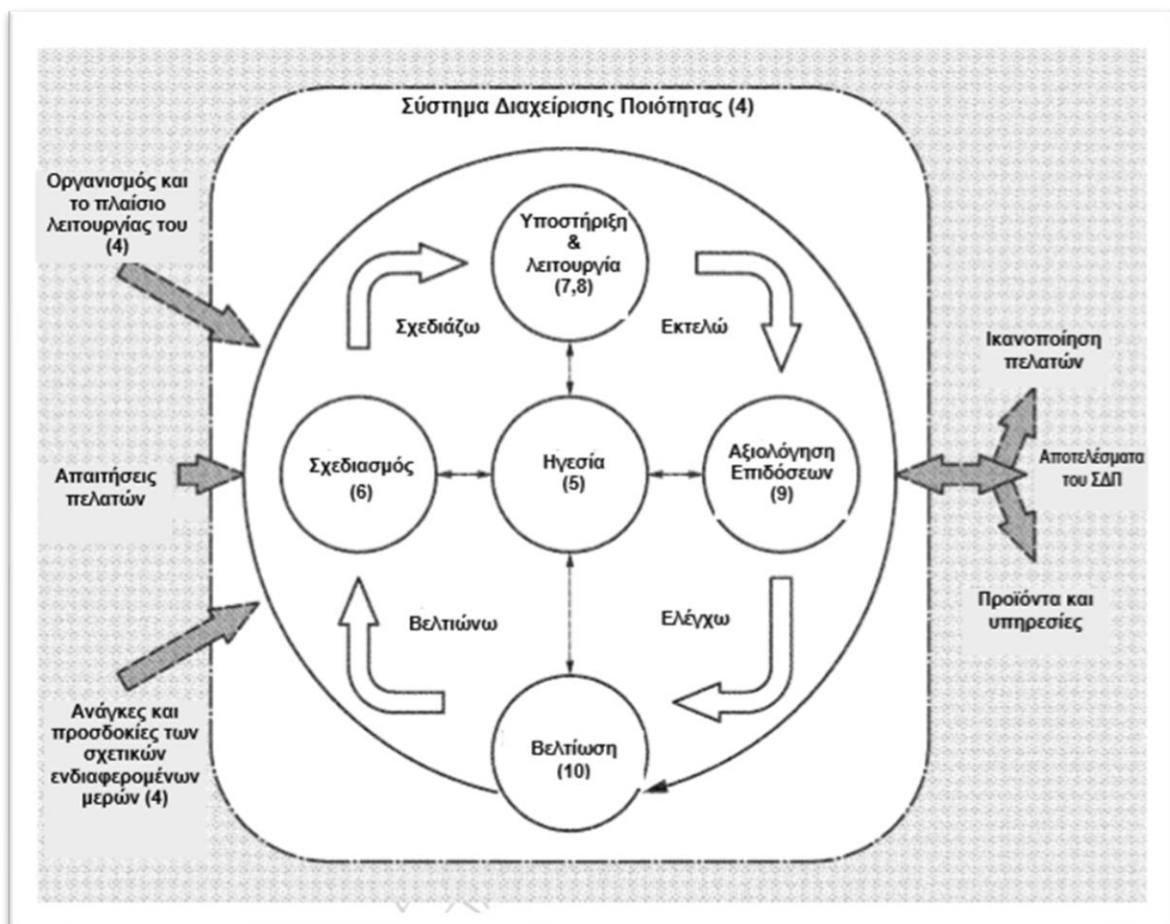 Σύστημα Διαχείρισης Ποιότητας (4)
Οργανισμός και
το πλαίσιο
λειτουργίας του
(4)
Υποστήριξη
&
λειτουργία
(7,8)
Σχεδιάζω
Εκτελώ
Ικανοποίηση
πελατών
Απαιτήσεις
πελατών
Σχεδιασμός
(6)
Ηγεσία
(5)
Αξιολόγηση
Επιδόσεων
(9)
Αποτελέσματα
του ΣΔΠ
Βελτιώνω
Ελέγχω
Προϊόντα και
υπηρεσίες
Ανάγκες και
προσδοκίες των
σχετικών
ενδιαφερομένων
μερών (4)
Βελτίωση
(10)